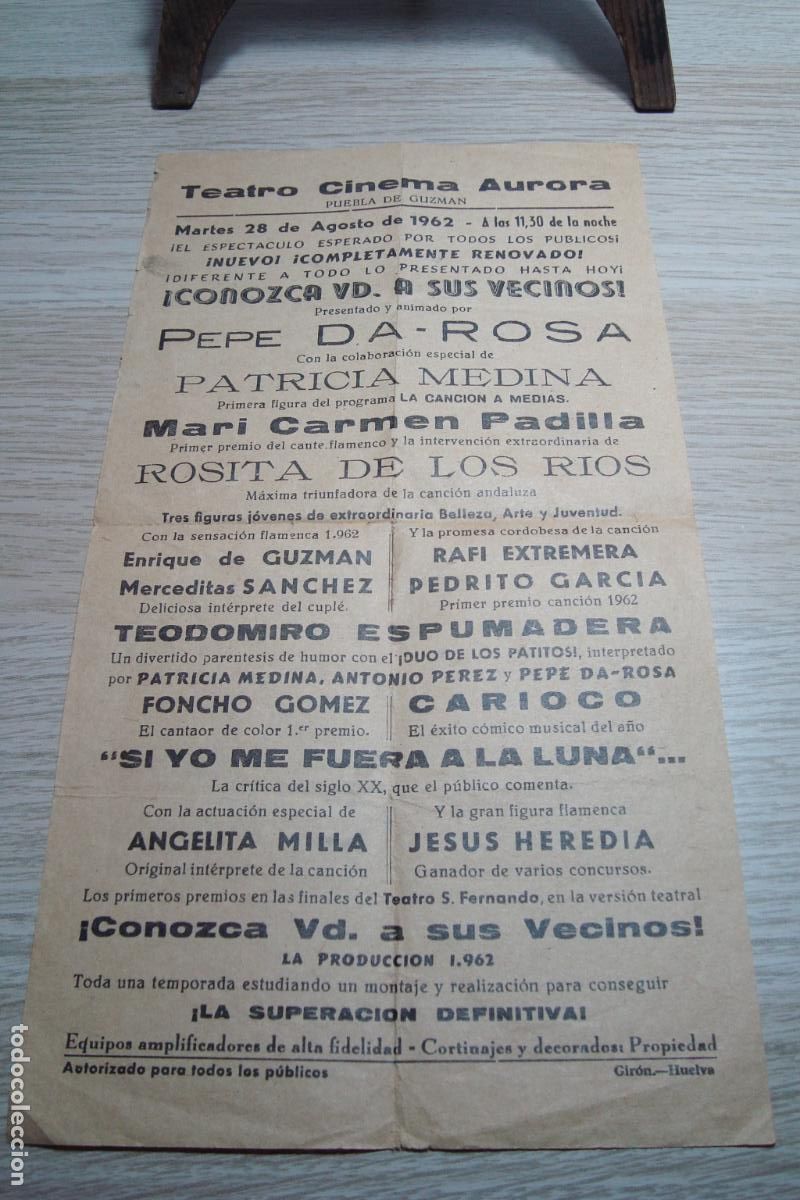 Teatro Cinema Aurora
PUEBLA DE GUZMAN
Martes 28 de Agosto de 1962 - A las 11,30 de la noche
¡EL ESPECTACULO ESPERADO POR TODOS LOS PUBLICOS¡
¡NUEVO! ¡COMPLETAMENTE RENOVADO!
¡DIFERENTE A TODO LO PRESENTADO HASTA HOY¡
¡CONOZCA VD. A SUS VECINOS!
Presentado y animado por
PEPE DA-ROSA
Con la colaboración especial de
PATRICIA MEDINA
Primera figura del programa LA CANCION A MEDIAS.
Mari Carmen Padilla
Primer premio del cante flamenco y la intervención extraordinaria de
ROSITA DE LOS RIOS
Máxima triunfadora de la canción andaluza
Tres figuras jóvenes de extraordinaria Belleza, Arte y Juventud.
Con la sensación flamenca 1.962
Enrique de GUZMAN
Merceditas SANCHEZ
Deliciosa intérprete del cuplé.
Y la promesa cordobesa de la canción
RAFI EXTREMERA
PEDRITO GARCIA
Primer premio canción 1962
TEODOMIRO ESPUMADERA
Un divertido parentesis de humor con el ¡DUO DE LOS PATITOS!, interpretado
por PATRICIA MEDINA, ANTONIO PEREZ y PEPE DA-ROSA
FONCHO GOMEZ
El cantaor de color 1.er premio.
CARIOCO
El éxito cómico musical del año
"SI YO ME FUERA A LA LUNA"...
La crítica del siglo XX, que el público comenta.
Con la actuación especial de
ANGELITA MILLA
Original intérprete de la canción
Y la gran figura flamenca
JESUS HEREDIA
Ganador de varios concursos.
Los primeros premios en las finales del Teatro S. Fernando, en la versión teatral
¡Conozca Vd. a sus Vecinos!
LA PRODUCCION 1.962
Toda una temporada estudiando un montaje y realización para conseguir
¡LA SUPERACION DEFINITIVA!
Equipos amplificadores de alta fidelidad - Cortinajes y decorados: Propiedad
Autorizado para todos los públicos
Girón.—Huelva
todocoleccion